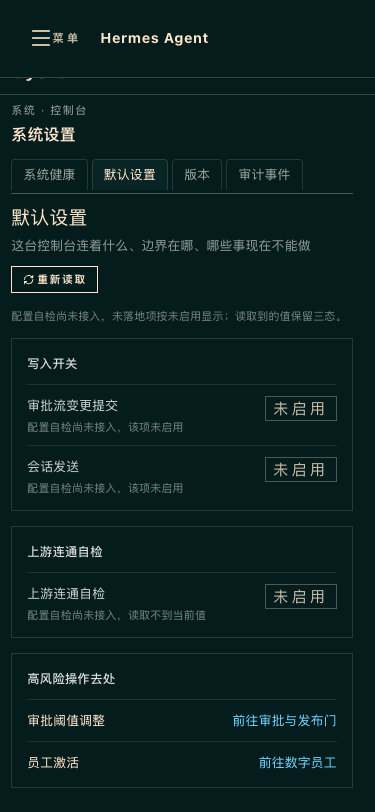 菜单 Hermes Agent
系统 · 控制台
系统设置
系统健康 默认设置 版本 审计事件
默认设置
这台控制台连着什么、边界在哪、哪些事现在不能做
重新读取
配置自检尚未接入，未落地项按未启用显示；读取到的值保留三态。
写入开关
审批流变更提交 未启用
配置自检尚未接入，该项未启用
会话发送 未启用
配置自检尚未接入，该项未启用
上游连通自检
上游连通自检 未启用
配置自检尚未接入，读取不到当前值
高风险操作去处
审批阈值调整 前往审批与发布门
员工激活 前往数字员工